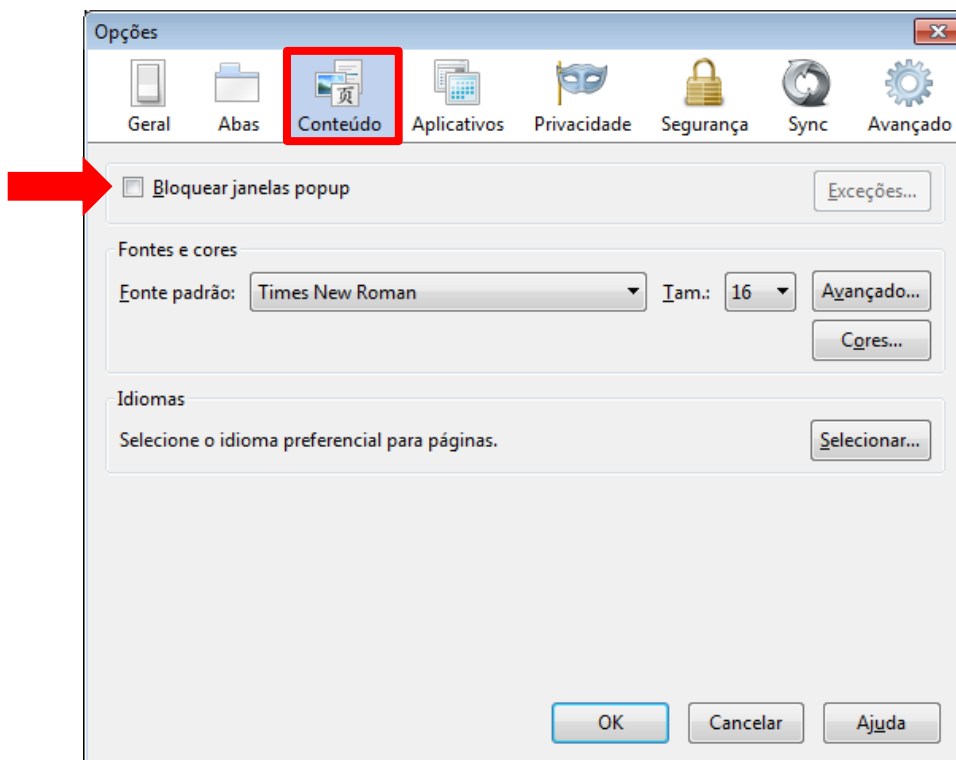 Opções
Geral Abas Conteúdo Aplicativos Privacidade Segurança Sync Avançado
Bloquear janelas popup Exceções...
Fontes e cores
Fonte padrão: Times New Roman Tam.: 16 Avançado...
Cores...
Idiomas
Selecione o idioma preferencial para páginas. Selecionar...
OK Cancelar Ajuda